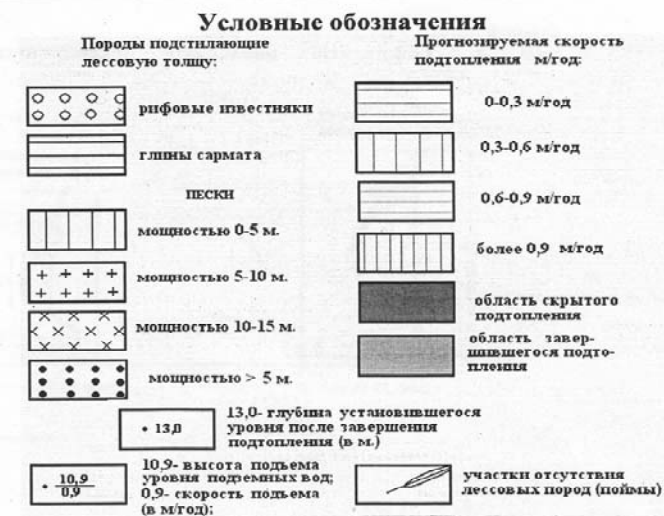 Условные обозначения
Породы подстилающие
лессовую толщу:
рифовые известняки
глины сармата
ПЕСКИ
мощностью 0-5 м.
мощностью 5-10 м.
мощностью 10-15 м.
мощностью > 5 м.
Прогнозируемая скорость
подтопления м/год:
0-0,3 м/год
0,3-0,6 м/год
0,6-0,9 м/год
более 0,9 м/год
область скрытого
подтопления
область завер-
шившегося подто-
пления
13,0
13,0- глубина установившегося
уровня после завершения
подтопления (в м.)
10,9
0,9
10,9- высота подъема
уровня подземных вод;
0,9- скорость подъема
(в м/год);
участки отсутствия
лессовых пород (поймы)